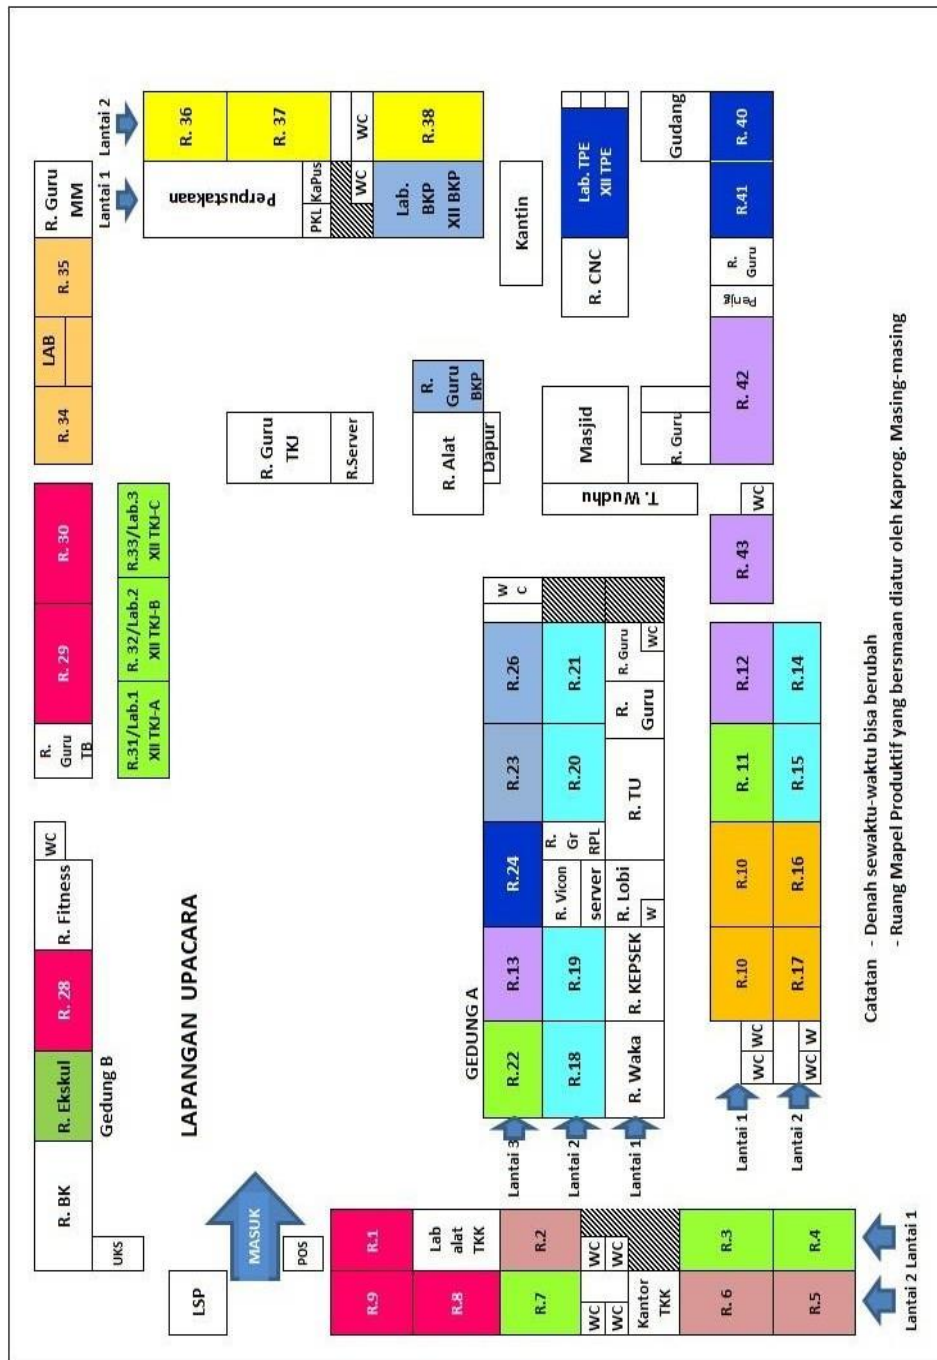 R. BK
UKS
R. Ekskul
Gedung B
R. 28
R. Fitness
WC
R.
Guru
TB
R. 29
R. 30
R.31/Lab.1
XII TKJ-A
R. 32/Lab.2
XII TKJ-B
R.33/Lab.3
XII TKJ-C
R. 34
LAB
R. 35
R. Guru
MM
Lantai 1
Lantai 2
Perpustakaan
R. 36
R. 37
PKL
KaPus
WC
WC
Lab.
BKP
XII BKP
R.38
LSP
MASUK
POS
LAPANGAN UPACARA
R. Guru
TKJ
R.Server
R. Alat
Dapur
R.
Guru
BKP
Kantin
R.9
R.1
R.8
Lab
alat
TKK
R.7
R.2
WC
WC
WC
WC
Kantor
TKK
R. 6
R.3
R.5
R.4
Lantai 2
Lantai 1
GEDUNG A
Lantai 3
R.22
R.13
R.24
R.23
R.26
W
C
Lantai 2
R.18
R.19
R. Vicon
server
R.
Gr
RPL
R.20
R.21
Lantai 1
R. Waka
R. KEPSEK
R. Lobi
W
R. TU
R.
Guru
R. Guru
WC
T. Wudhu
Masjid
R. CNC
Lab. TPE
XII TPE
R. Guru
Gudang
Lantai 1
WC
WC
R.10
R.10
R. 11
R.12
R. 43
WC
R. 42
R.
Guru
R.41
R. 40
Lantai 2
WC
W
R.17
R.16
R.15
R.14
Catatan - Denah sewaktu-waktu bisa berubah
- Ruang Mapel Produktif yang bersmaan diatur oleh Kaprog. Masing-masing